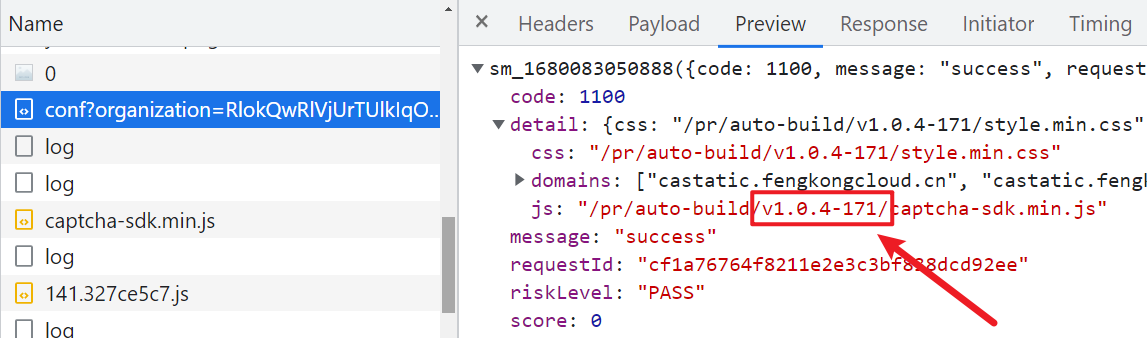 Name
0
conf?organization=RlokQwRlVjUrTUlkIqO...
log
log
captcha-sdk.min.js
log
141.327ce5c7.js
log
× Headers Payload Preview Response Initiator Timing
▼ sm_1680083050888({code: 1100, message: "success", request
code: 1100
▼ detail: {css: "/pr/auto-build/v1.0.4-171/style.min.css"
css: "/pr/auto-build/v1.0.4-171/style.min.css"
▶ domains: ["castatic.fengkongcloud.cn", "castatic.fengl
js: "/pr/auto-build/v1.0.4-171/captcha-sdk.min.js"
message: "success"
requestId: "cf1a76764f8211e2e3c3bf828dcd92ee"
riskLevel: "PASS"
score: 0